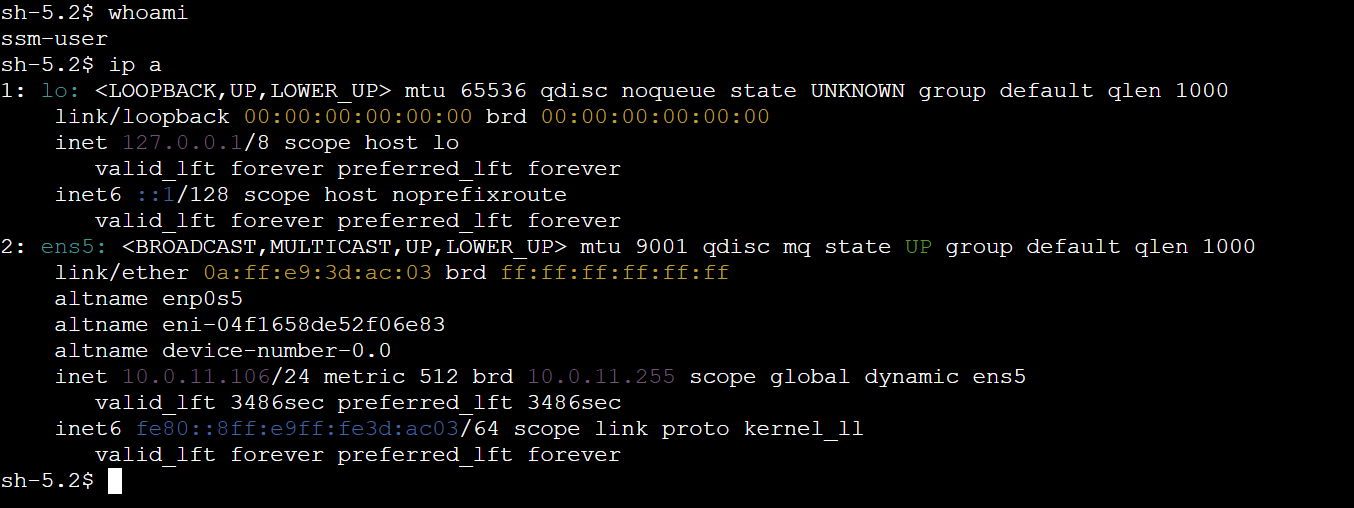 sh-5.2$ whoami
ssm-user
sh-5.2$ ip a
1: lo: <LOOPBACK,UP,LOWER_UP> mtu 65536 qdisc noqueue state UNKNOWN group default qlen 1000
    link/loopback 00:00:00:00:00:00 brd 00:00:00:00:00:00
    inet 127.0.0.1/8 scope host lo
       valid_lft forever preferred_lft forever
    inet6 ::1/128 scope host noprefixroute
       valid_lft forever preferred_lft forever
2: ens5: <BROADCAST,MULTICAST,UP,LOWER_UP> mtu 9001 qdisc mq state UP group default qlen 1000
    link/ether 0a:ff:e9:3d:ac:03 brd ff:ff:ff:ff:ff:ff
    altname enp0s5
    altname eni-04f1658de52f06e83
    altname device-number-0.0
    inet 10.0.11.106/24 metric 512 brd 10.0.11.255 scope global dynamic ens5
       valid_lft 3486sec preferred_lft 3486sec
    inet6 fe80::8ff:e9ff:fe3d:ac03/64 scope link proto kernel_ll
       valid_lft forever preferred_lft forever
sh-5.2$